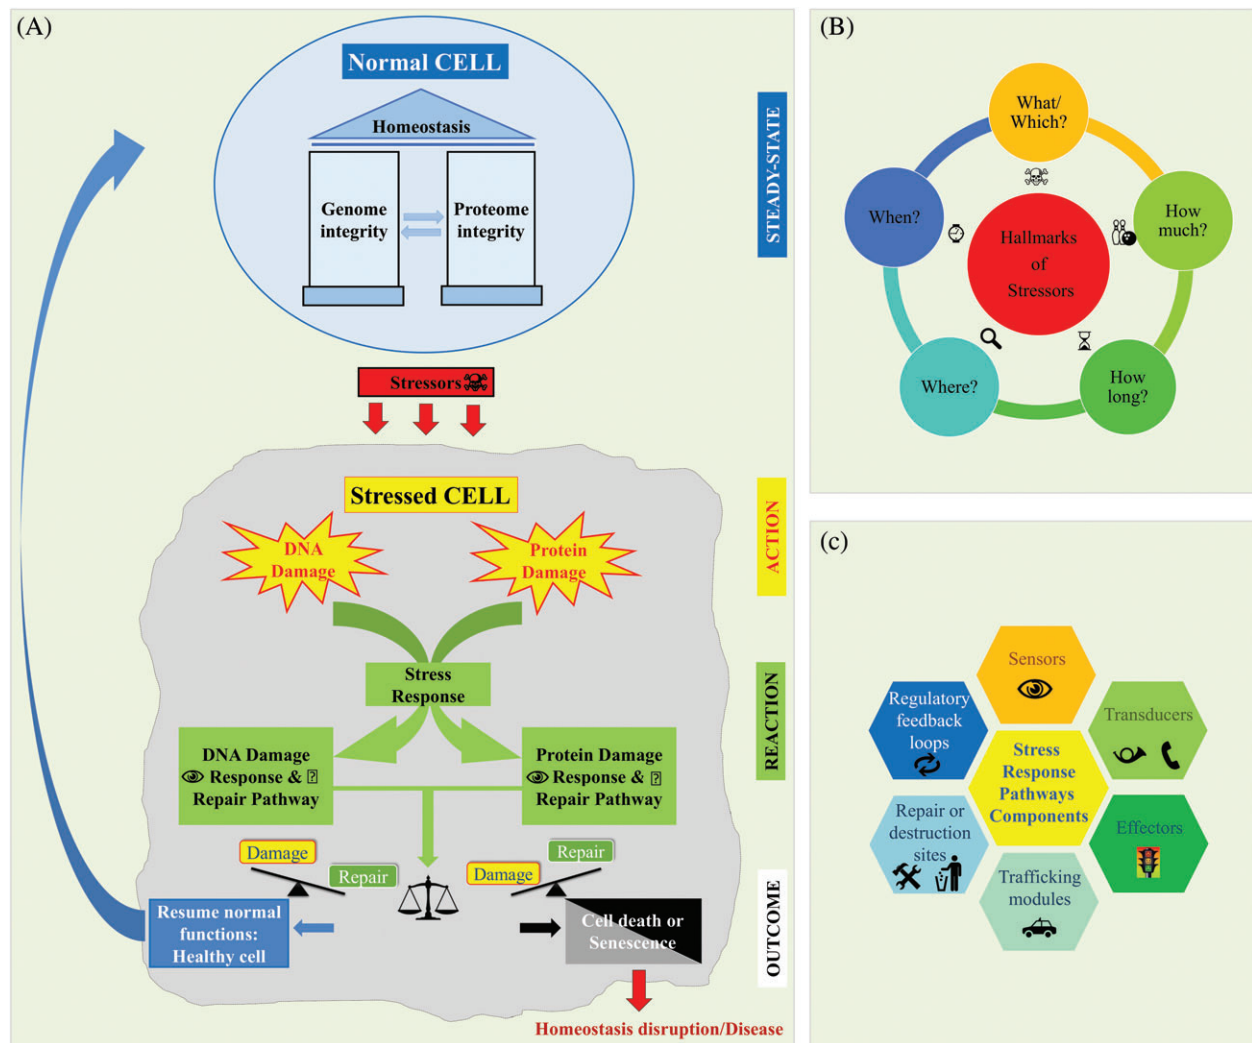 (A)
Normal CELL
Homeostasis
Genome
integrity
Proteome
integrity
STEADY-STATE
Stressors
Stressed CELL
DNA
Damage
Protein
Damage
ACTION
Stress
Response
REACTION
DNA Damage
Response &
Repair Pathway
Protein Damage
Response &
Repair Pathway
Damage
Repair
Repair
Damage
Resume normal
functions:
Healthy cell
Cell death or
Senescence
OUTCOME
Homeostasis disruption/Disease
(B)
What/
Which?
How
much?
How
long?
Where?
When?
Hallmarks
of
Stressors
(c)
Sensors
Transducers
Effectors
Trafficking
modules
Repair or
destruction
sites
Regulatory
feedback
loops
Stress
Response
Pathways
Components